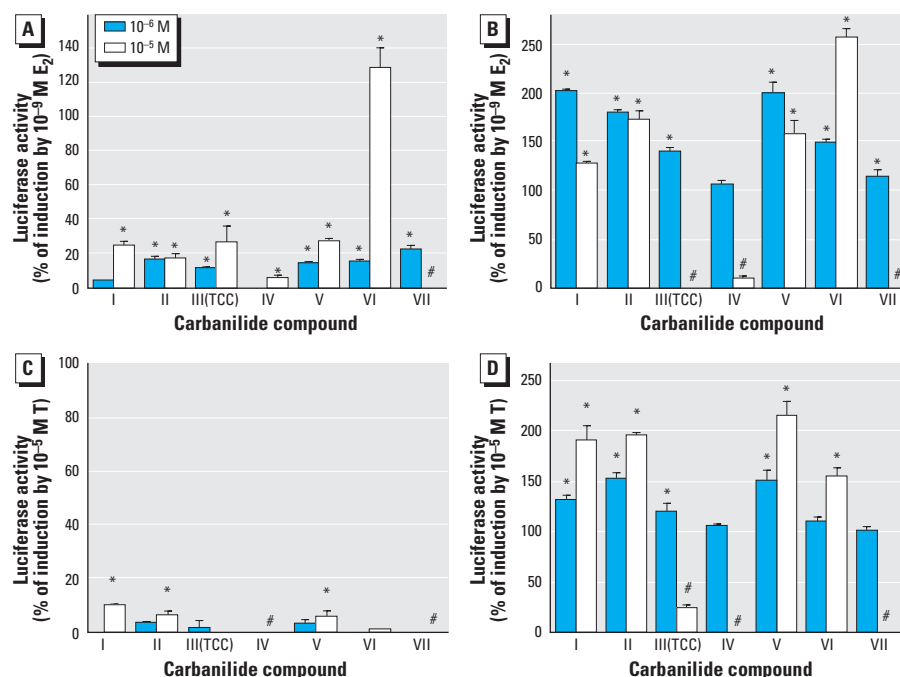 A
10⁻⁶ M
10⁻⁵ M
Luciferase activity
(% of induction by 10⁻⁹ M E₂)
140
120
100
80
60
40
20
0
* * * * * * * * * * * #
I II III(TCC) IV V VI VII
Carbanilide compound
B
Luciferase activity
(% of induction by 10⁻⁹ M E₂)
250
200
150
100
50
0
* * * * * # # * * * * * #
I II III(TCC) IV V VI VII
Carbanilide compound
C
Luciferase activity
(% of induction by 10⁻⁵ M T)
100
80
60
40
20
10
0
* * # * #
I II III(TCC) IV V VI VII
Carbanilide compound
D
Luciferase activity
(% of induction by 10⁻⁵ M T)
250
200
150
100
50
0
* * * * * # # * * * #
I II III(TCC) IV V VI VII
Carbanilide compound